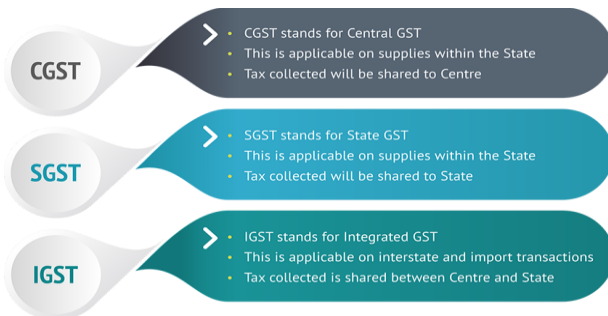 CGST
CGST stands for Central GST
This is applicable on supplies within the State
Tax collected will be shared to Centre
SGST
SGST stands for State GST
This is applicable on supplies within the State
Tax collected will be shared to State
IGST
IGST stands for Integrated GST
This is applicable on interstate and import transactions
Tax collected is shared between Centre and State